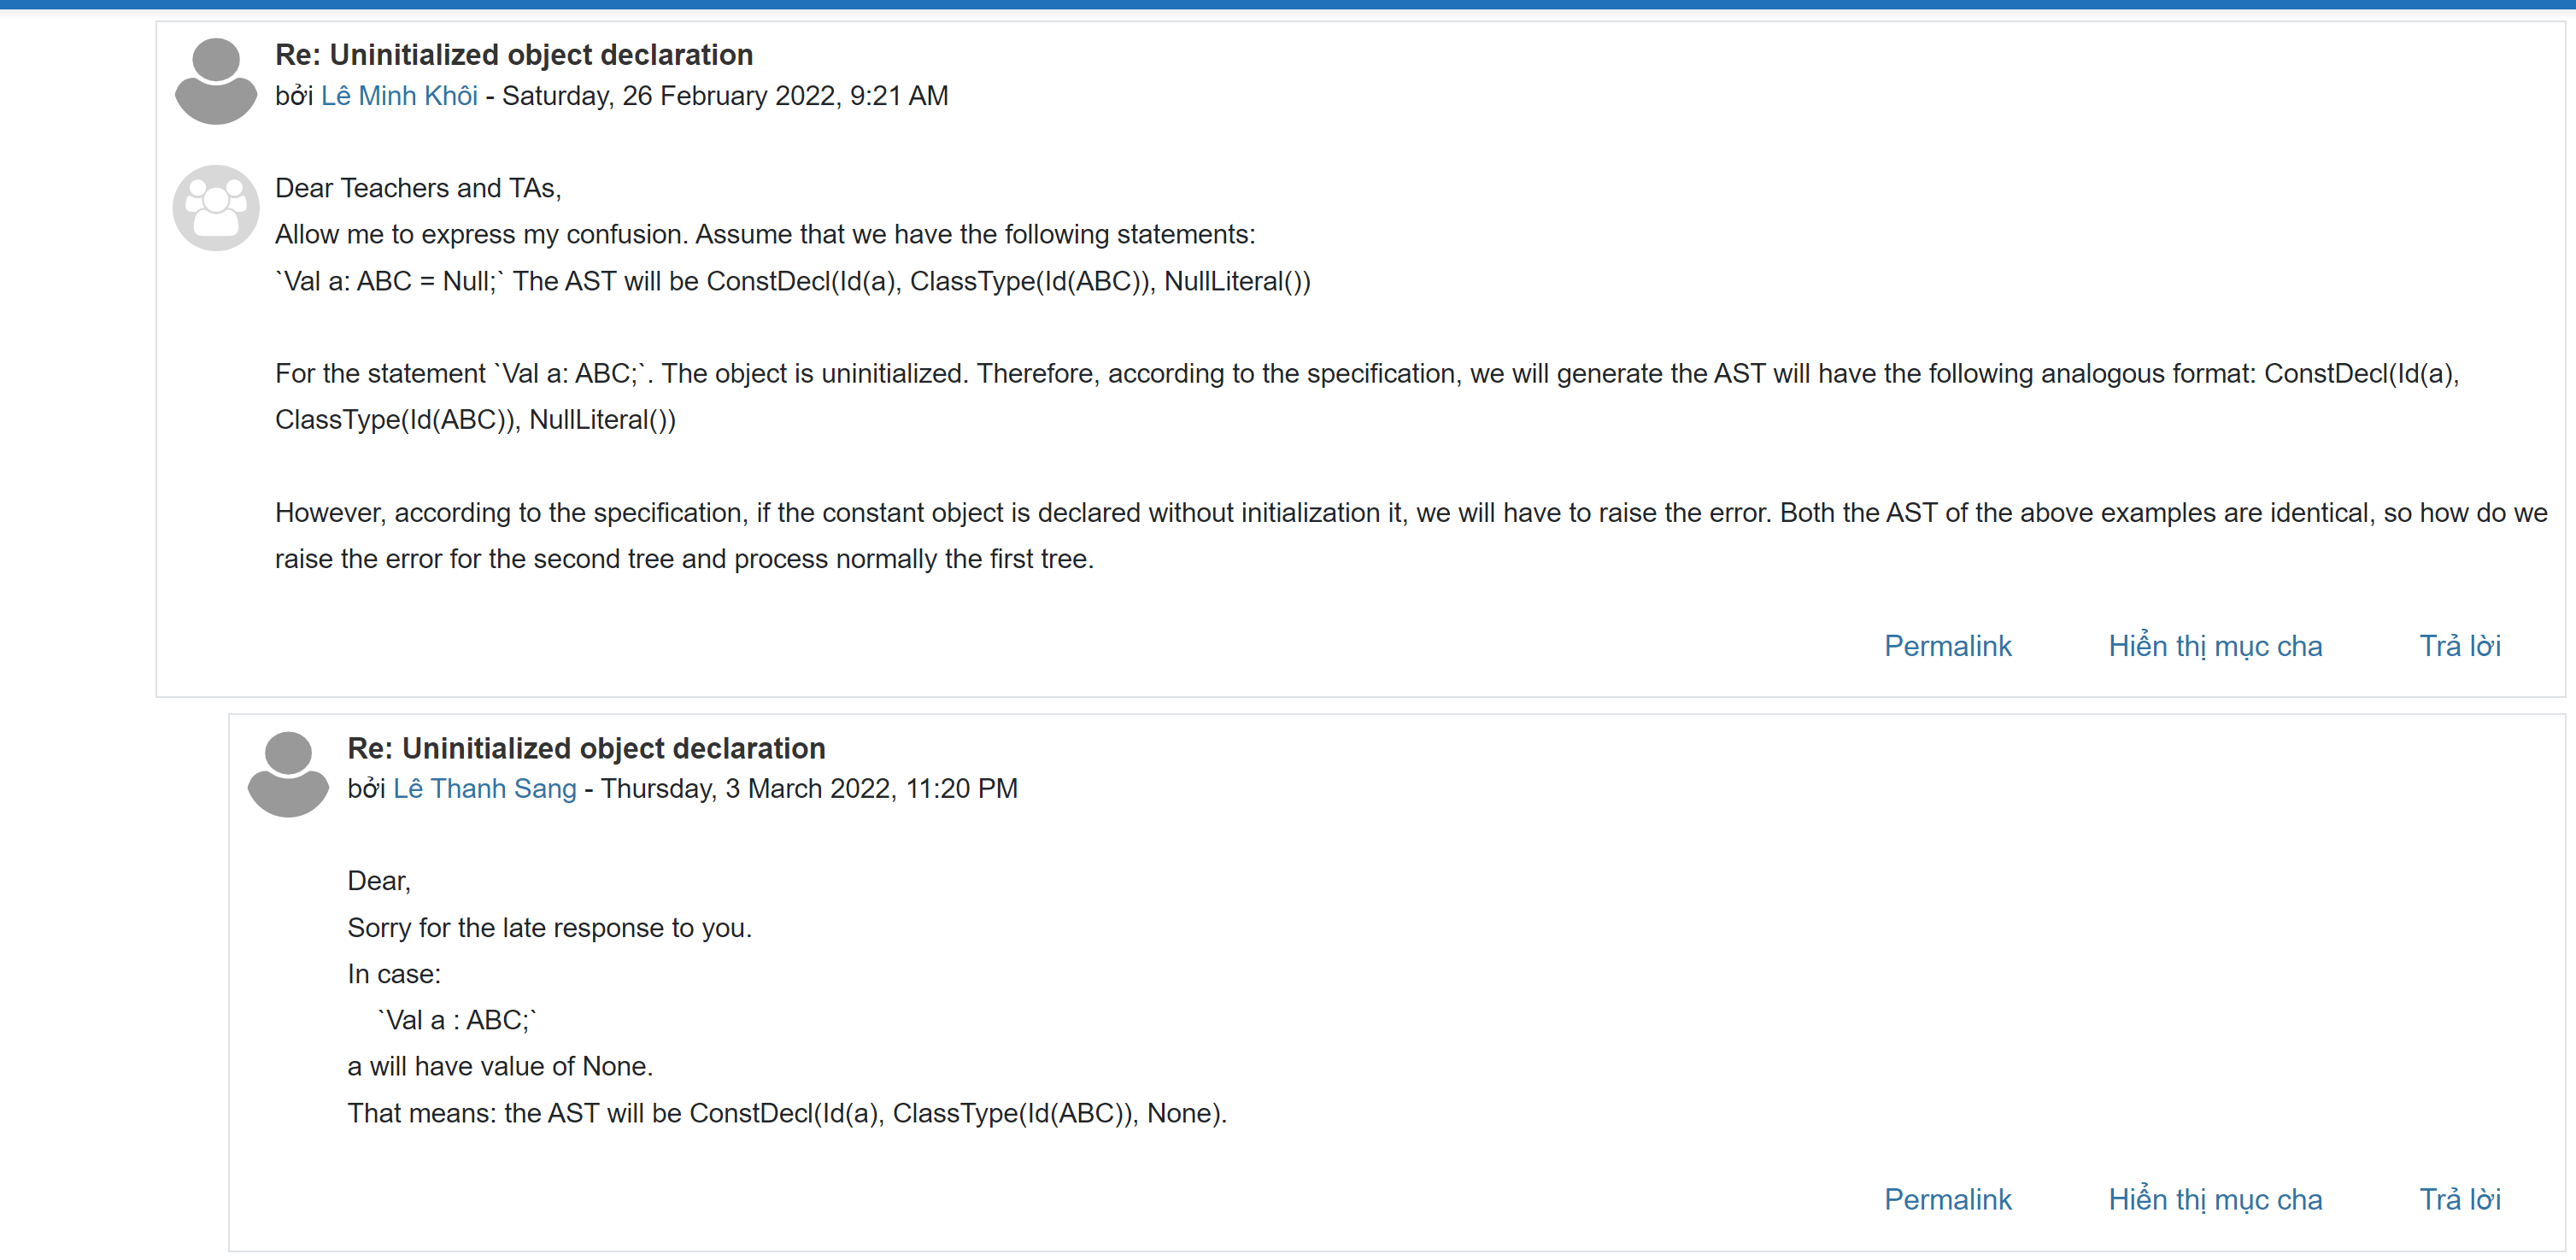 Re: Uninitialized object declaration
bởi Lê Minh Khôi - Saturday, 26 February 2022, 9:21 AM
Dear Teachers and TAs,
Allow me to express my confusion. Assume that we have the following statements:
`Val a: ABC = Null;` The AST will be ConstDecl(Id(a), ClassType(Id(ABC)), NullLiteral())
For the statement `Val a: ABC;`. The object is uninitialized. Therefore, according to the specification, we will generate the AST will have the following analogous format: ConstDecl(Id(a),
ClassType(Id(ABC)), NullLiteral())
However, according to the specification, if the constant object is declared without initialization it, we will have to raise the error. Both the AST of the above examples are identical, so how do we
raise the error for the second tree and process normally the first tree.
Permalink Hiển thị mục cha Trả lời
Re: Uninitialized object declaration
bởi Lê Thanh Sang - Thursday, 3 March 2022, 11:20 PM
Dear,
Sorry for the late response to you.
In case:
`Val a : ABC;`
a will have value of None.
That means: the AST will be ConstDecl(Id(a), ClassType(Id(ABC)), None).
Permalink Hiển thị mục cha Trả lời